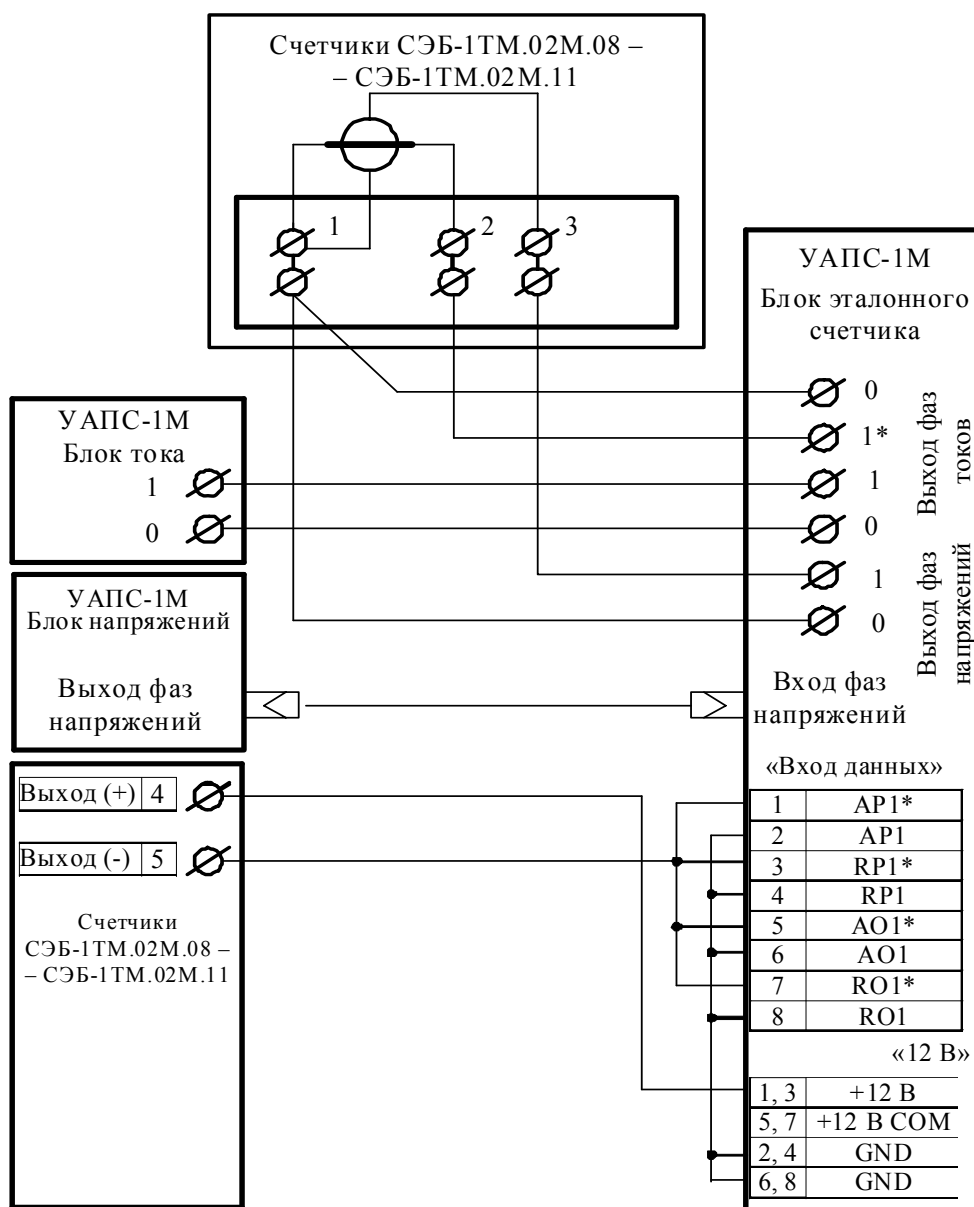 Счетчики СЭБ-1ТМ.02М.08 –
– СЭБ-1ТМ.02М.11
1
2
3
УАПС-1М
Блок эталонного
счетчика
0
1*
1
0
1
0
Выход фаз
токов
Выход фаз
напряжений
УАПС-1М
Блок тока
1
0
УАПС-1М
Блок напряжений
Выход фаз
напряжений
Вход фаз
напряжений
Выход (+) 4
Выход (-) 5
Счетчики
СЭБ-1ТМ.02М.08 –
– СЭБ-1ТМ.02М.11
«Вход данных»
1 AP1*
2 AP1
3 RP1*
4 RP1
5 AO1*
6 AO1
7 RO1*
8 RO1
«12 В»
1, 3 +12 В
5, 7 +12 В COM
2, 4 GND
6, 8 GND